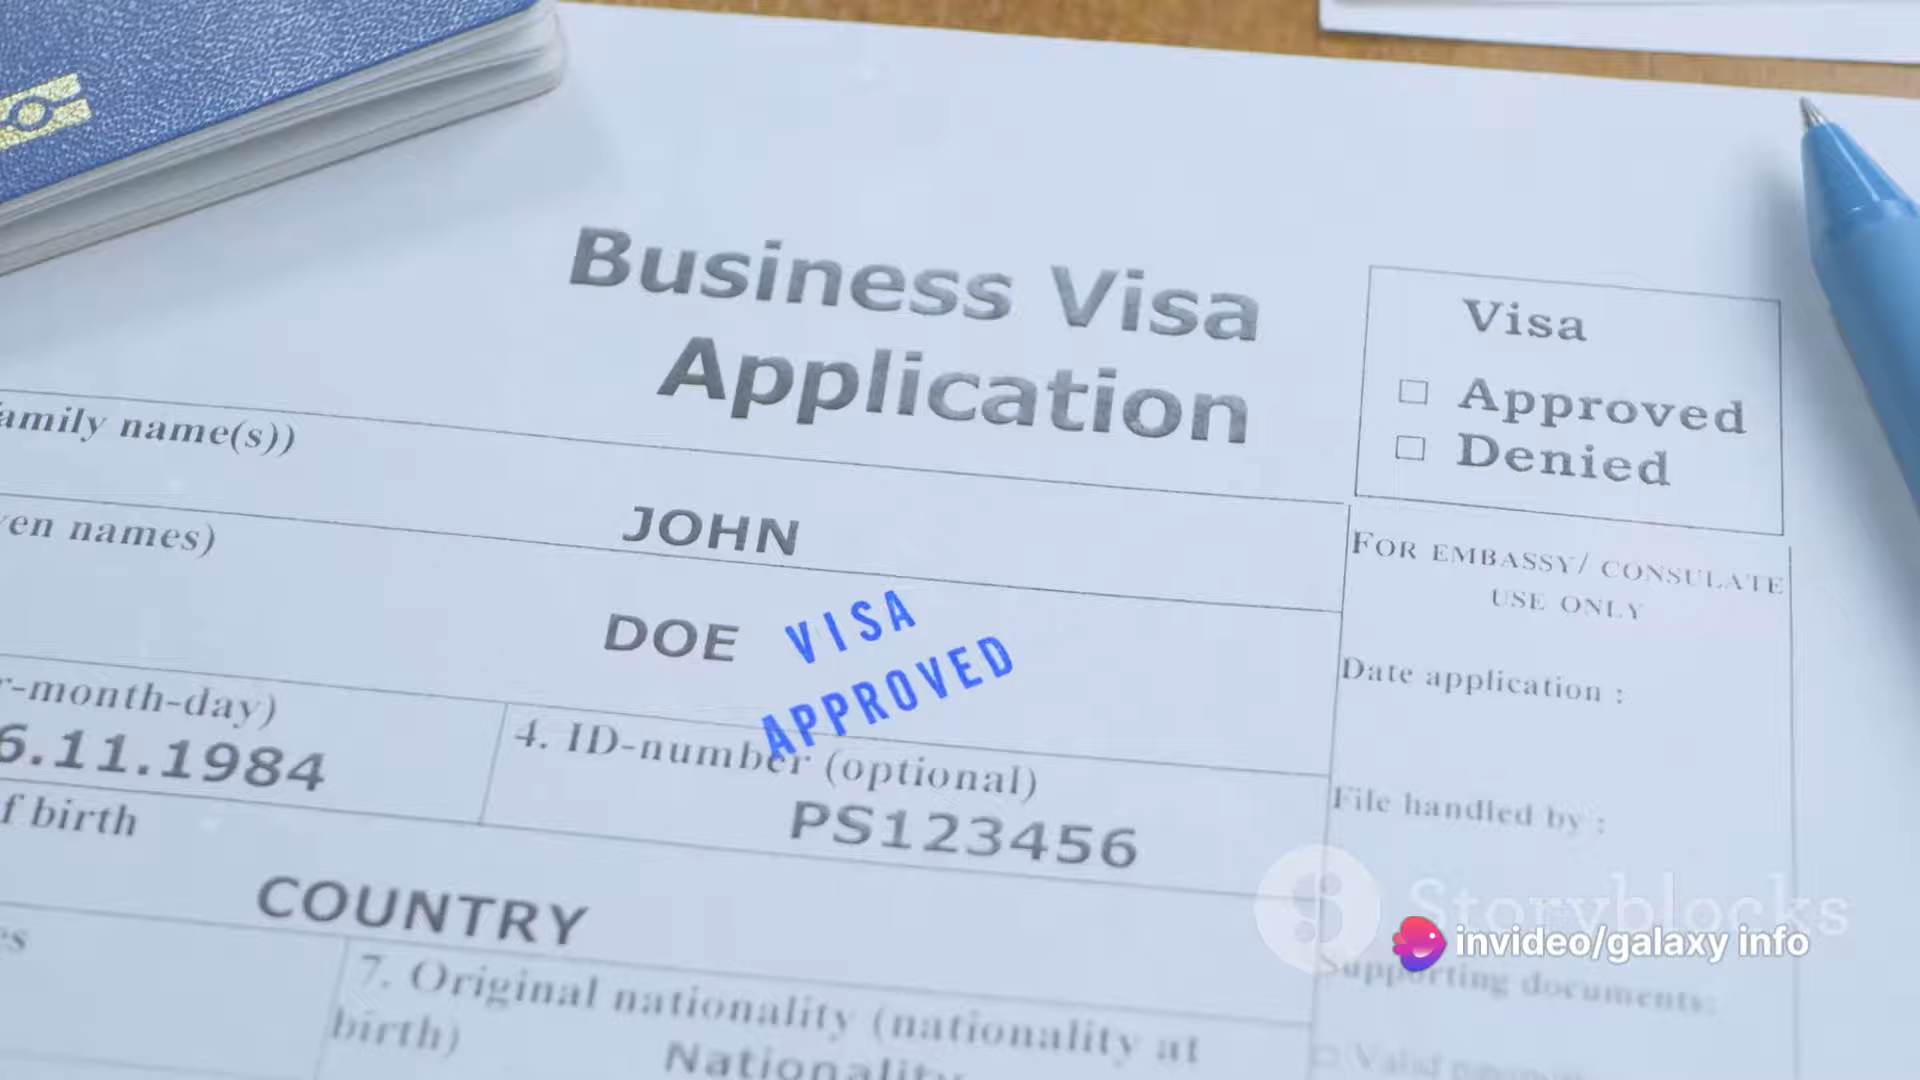 Business Visa
Application
Visa
□ Approved
□ Denied
amily name(s))
JOHN
FOR EMBASSY/ CONSULATE
USE ONLY
en names)
DOE
VISA
APPROVED
Date application :
r-month-day)
6.11.1984
4. ID-number (optional)
PS123456
File handled by :
f birth
COUNTRY
Storyblocks
invideo/galaxy info
Supporting documents:
es
7. Original nationality (nationality at
birth)
Nationality
□ Valid